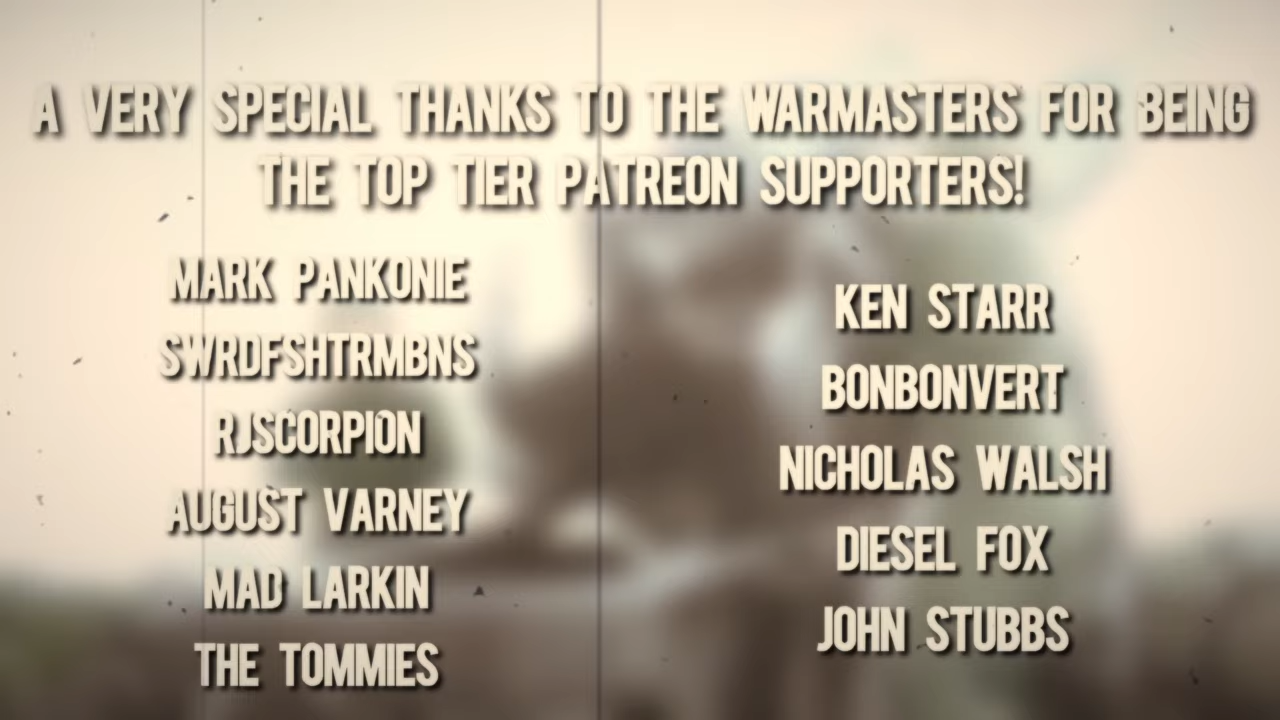 A VERY SPECIAL THANKS TO THE WARMASTERS FOR BEING
THE TOP TIER PATREON SUPPORTERS!
MARK PANKONIE
SWRDFSHTRMBNS
RJSCORPION
AUGUST VARNEY
MAD LARKIN
THE TOMMIES
KEN STARR
BONBONVERT
NICHOLAS WALSH
DIESEL FOX
JOHN STUBBS